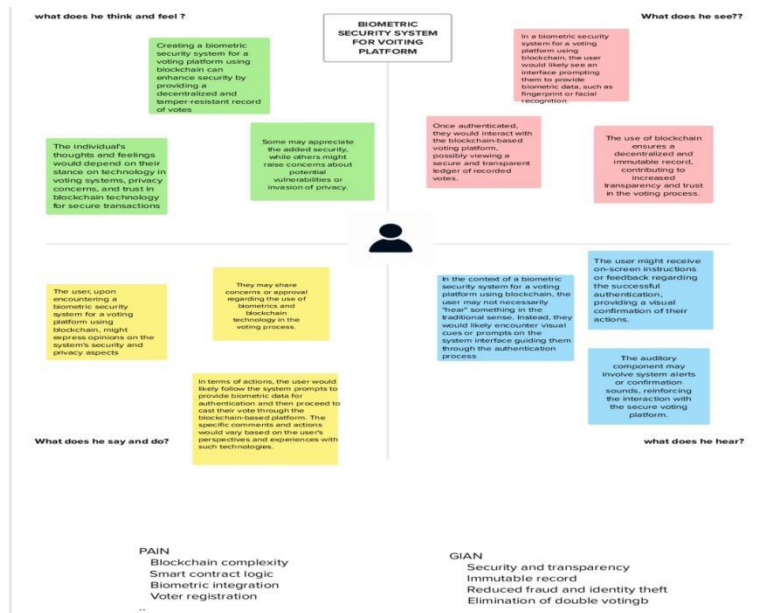 what does he think and feel ?
BIOMETRIC
SECURITY SYSTEM
FOR VOITING
PLATFORM
What does he see??
Creating a biometric
security system for a
voting platform using
blockchain can
enhance security by
providing a
decentralized and
tamper-resistant record
of votes
The individual's
thoughts and feelings
would depend on their
stance on technology in
voting systems, privacy
concerns, and trust in
blockchain technology
for secure transactions
Some may appreciate
the added security,
while others might
raise concerns about
potential
vulnerabilities or
invasion of privacy.
In a biometric security
system for a voting
platform using
blockchain, the user
would likely see an
interface prompting them
to provide biometric
data, such as
fingerprint or facial
recognition.
Once authenticated,
they would interact with
the blockchain-based
voting platform,
possibly viewing a
secure and transparent
ledger of recorded
votes.
The use of blockchain
ensures a
decentralized and
immutable record,
contributing to
increased
transparency and trust
in the voting process.
The user, upon
encountering a
biometric security
system for a voting
platform using
blockchain, might
express opinions on the
system's security and
privacy aspects
They may share
concerns or approval
regarding the use of
biometrics and
blockchain
technology in the
voting process.
In terms of actions, the user would
likely follow the system prompts to
provide biometric data for
authentication and then proceed to
cast their vote through the
blockchain-based platform. The
specific comments and actions
would vary based on the user's
perspectives and experiences with
such technologies.
What does he say and do?
In the context of a biometric
security system for a voting
platform using blockchain, the
user may not necessarily
"hear" something in the
traditional sense. Instead, they
would likely encounter visual
cues or prompts on the
system interface guiding them
through the authentication
process
The user might receive
on-screen instructions
or feedback regarding
the successful
authentication,
providing a visual
confirmation of their
actions.
The auditory
component may
involve system alerts
or confirmation
sounds, reinforcing
the interaction with
the secure voting
platform.
what does he hear?
PAIN
Blockchain complexity
Smart contract logic
Biometric integration
Voter registration
..
GIAN
Security and transparency
Immutable record
Reduced fraud and identity theft
Elimination of double votingb